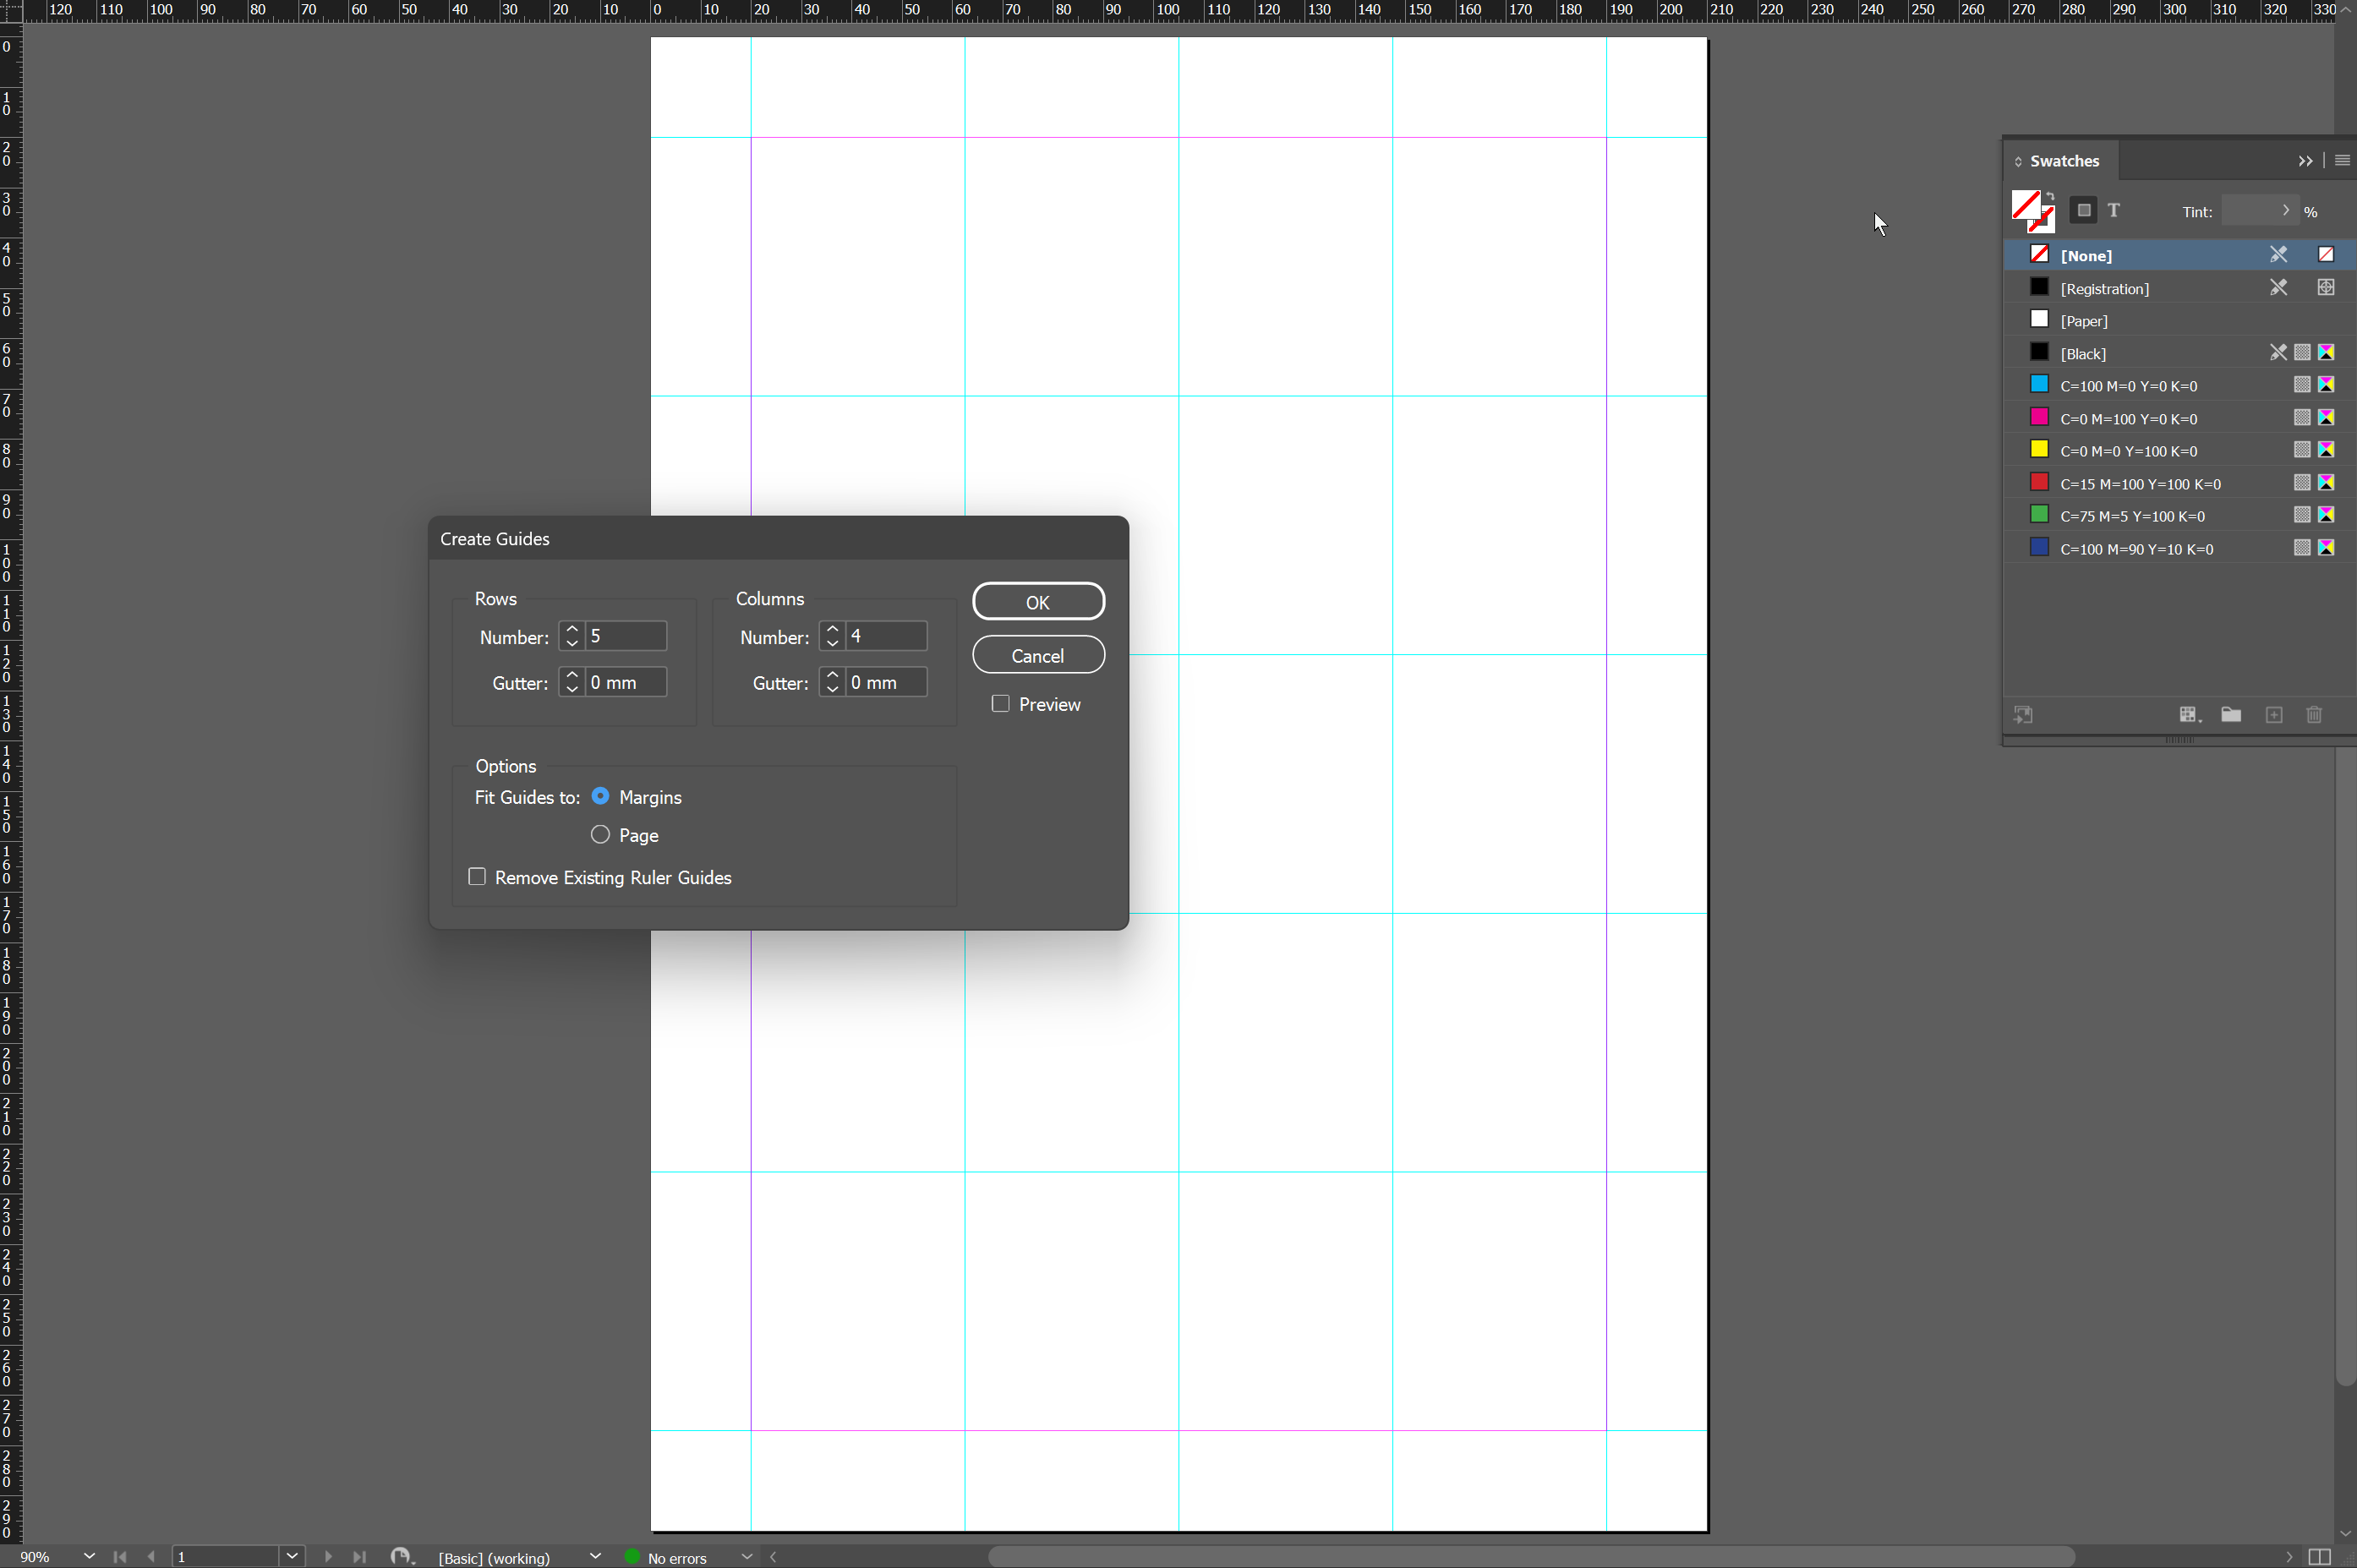 120 110 100 90 80 70 60 50 40 30 20 10 0 10 20 30 40 50 60 70 80 90 100 110 120 130 140 150 160 170 180 190 200 210 220 230 240 250 260 270 280 290 300 310 320 330
0
10
20
30
40
50
60
70
80
90
100
110
120
130
140
150
160
170
180
190
200
210
220
230
240
250
260
270
280
290
Swatches
T Tint: %
[None]
[Registration]
[Paper]
[Black]
C=100 M=0 Y=0 K=0
C=0 M=100 Y=0 K=0
C=0 M=0 Y=100 K=0
C=15 M=100 Y=100 K=0
C=75 M=5 Y=100 K=0
C=100 M=90 Y=10 K=0
Create Guides
Rows Columns OK
Number: 5 Number: 4
Cancel
Gutter: 0 mm Gutter: 0 mm
Preview
Options
Fit Guides to: Margins
Page
Remove Existing Ruler Guides
90% 1 [Basic] (working) No errors